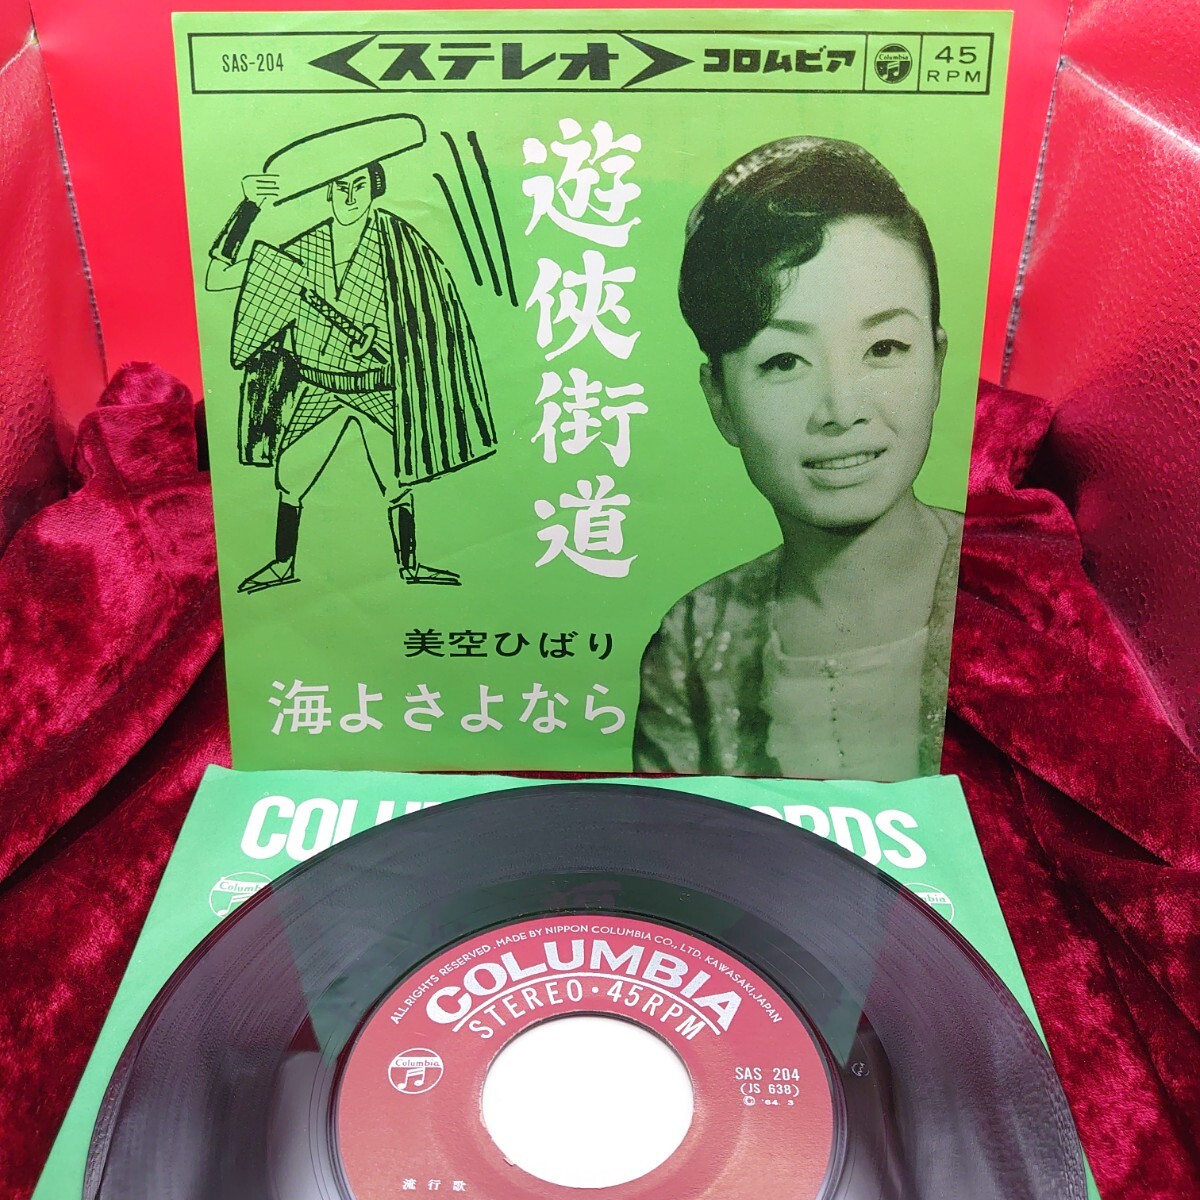 SAS-204
ステレオ
コロムビア
Columbia
45
RPM
遊侠街道
美空ひばり
海よさよなら
Columbia
ALL RIGHTS RESERVED. MADE BY NIPPON COLUMBIA CO., LTD. KAWASAKI, JAPAN
COLUMBIA
STEREO・45RPM
Columbia
SAS 204
(JS 638)
Ⓒ '64. 3
流行歌